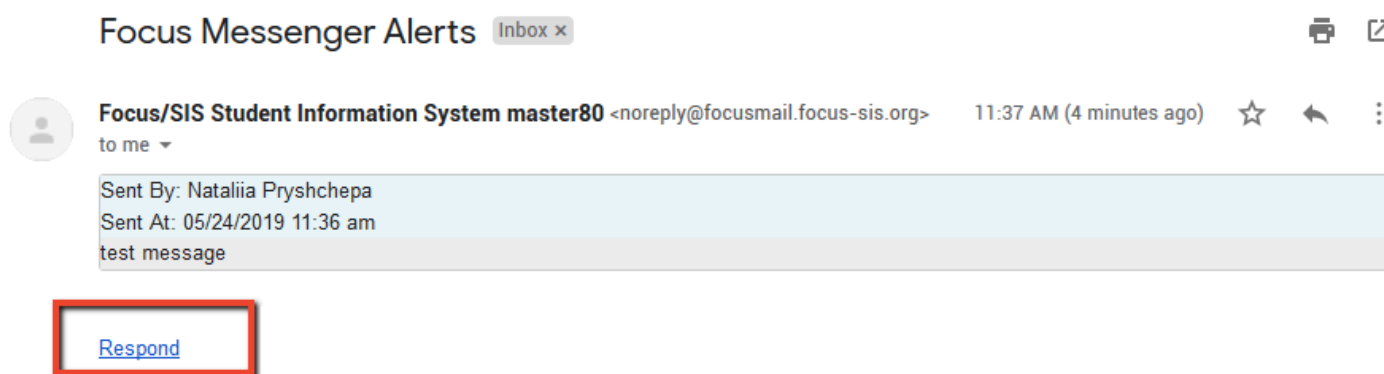 Focus Messenger Alerts Inbox ×
Focus/SIS Student Information System master80 <noreply@focusmail.focus-sis.org> 11:37 AM (4 minutes ago)
to me
Sent By: Nataliia Pryshchepa
Sent At: 05/24/2019 11:36 am
test message
Respond